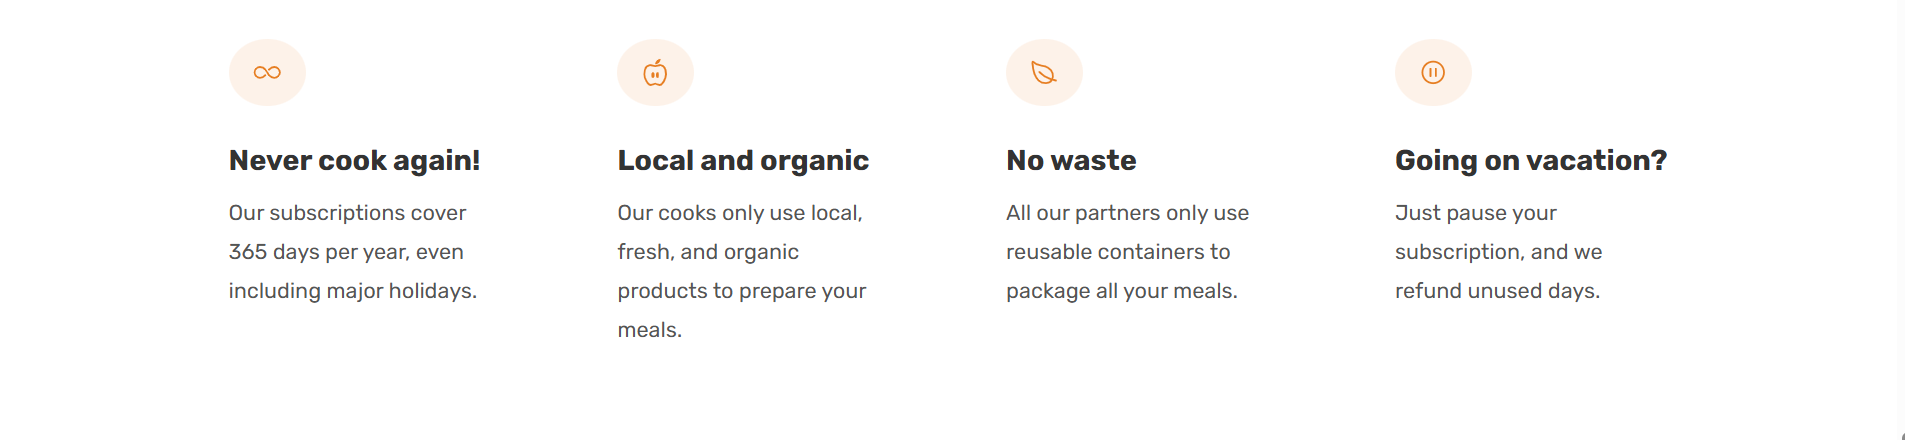 Never cook again!
Our subscriptions cover
365 days per year, even
including major holidays.
Local and organic
Our cooks only use local,
fresh, and organic
products to prepare your
meals.
No waste
All our partners only use
reusable containers to
package all your meals.
Going on vacation?
Just pause your
subscription, and we
refund unused days.